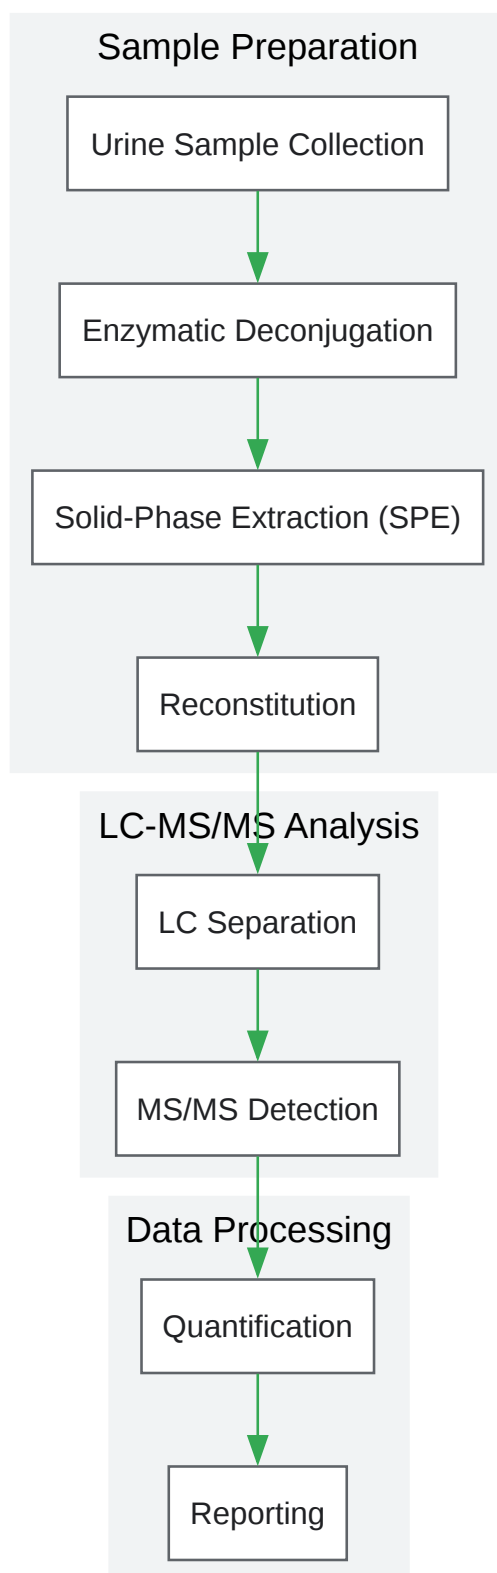 Sample Preparation
Urine Sample Collection
Enzymatic Deconjugation
Solid-Phase Extraction (SPE)
Reconstitution
LC-MS/MS Analysis
LC Separation
MS/MS Detection
Data Processing
Quantification
Reporting